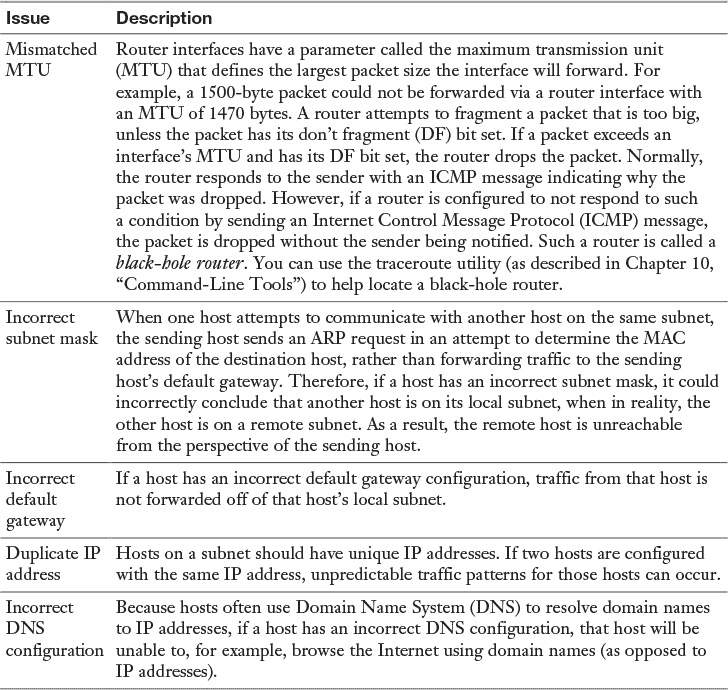 Issue Description
Mismatched Router interfaces have a parameter called the maximum transmission unit
MTU (MTU) that defines the largest packet size the interface will forward. For
example, a 1500-byte packet could not be forwarded via a router interface with
an MTU of 1470 bytes. A router attempts to fragment a packet that is too big,
unless the packet has its don’t fragment (DF) bit set. If a packet exceeds an
interface’s MTU and has its DF bit set, the router drops the packet. Normally,
the router responds to the sender with an ICMP message indicating why the
packet was dropped. However, if a router is configured to not respond to such
a condition by sending an Internet Control Message Protocol (ICMP) message,
the packet is dropped without the sender being notified. Such a router is called a
black-hole router. You can use the traceroute utility (as described in Chapter 10,
“Command-Line Tools”) to help locate a black-hole router.
Incorrect When one host attempts to communicate with another host on the same subnet,
subnet mask the sending host sends an ARP request in an attempt to determine the MAC
address of the destination host, rather than forwarding traffic to the sending
host’s default gateway. Therefore, if a host has an incorrect subnet mask, it could
incorrectly conclude that another host is on its local subnet, when in reality, the
other host is on a remote subnet. As a result, the remote host is unreachable
from the perspective of the sending host.
Incorrect If a host has an incorrect default gateway configuration, traffic from that host is
default not forwarded off of that host’s local subnet.
gateway
Duplicate IP Hosts on a subnet should have unique IP addresses. If two hosts are configured
address with the same IP address, unpredictable traffic patterns for those hosts can occur.
Incorrect Because hosts often use Domain Name System (DNS) to resolve domain names
DNS to IP addresses, if a host has an incorrect DNS configuration, that host will be
configuration unable to, for example, browse the Internet using domain names (as opposed to
IP addresses).